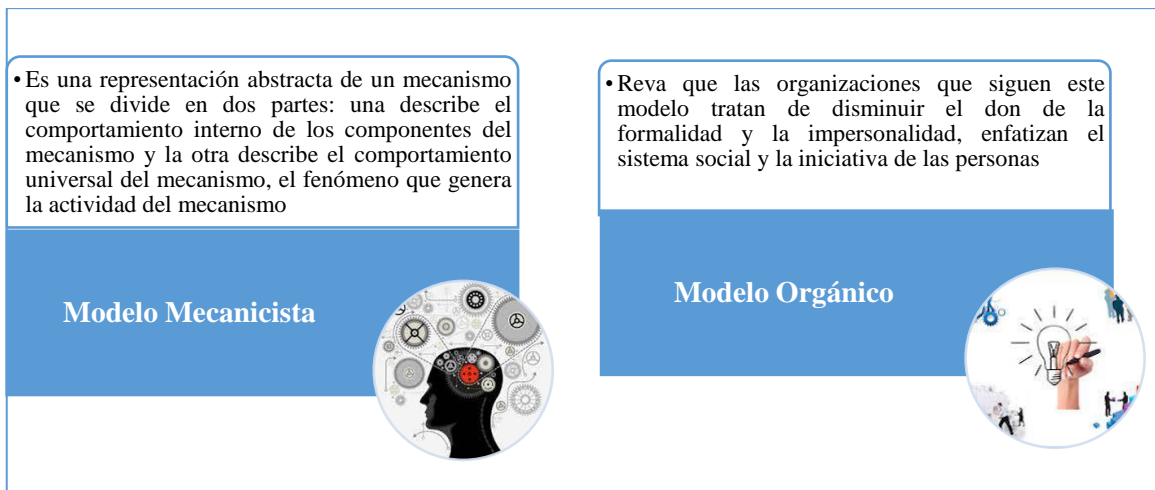 • Es una representación abstracta de un mecanismo
que se divide en dos partes: una describe el
comportamiento interno de los componentes del
mecanismo y la otra describe el comportamiento
universal del mecanismo, el fenómeno que genera
la actividad del mecanismo
Modelo Mecanicista
• Reva que las organizaciones que siguen este
modelo tratan de disminuir el don de la
formalidad y la impersonalidad, enfatizan el
sistema social y la iniciativa de las personas
Modelo Orgánico